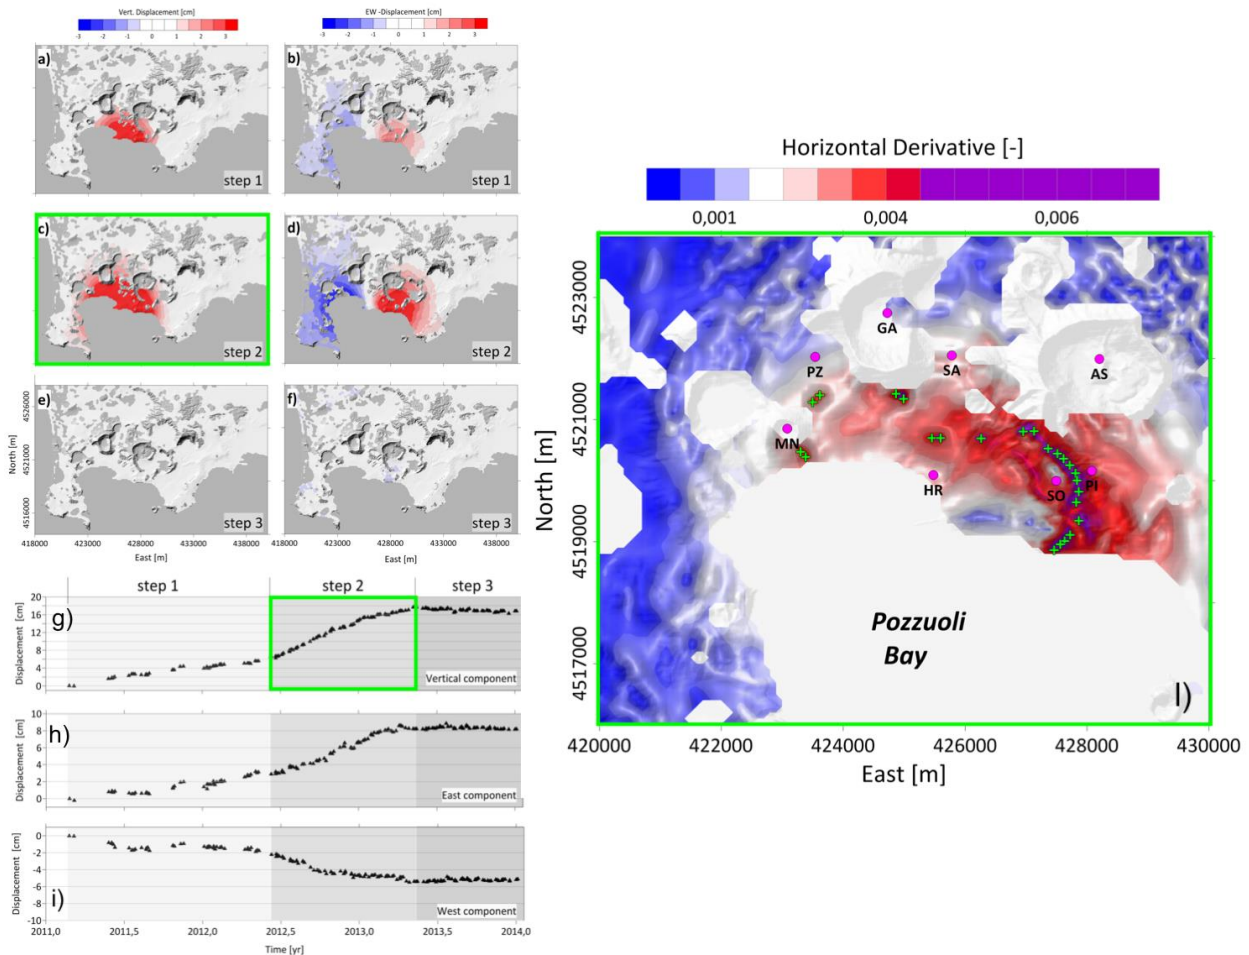 Vert. Displacement [cm]
-3 -2 -1 0 1 2 3
EW -Displacement [cm]
-3 -2 -1 0 1 2 3
a)
step 1
b)
step 1
c)
step 2
d)
step 2
e)
step 3
f)
step 3
North [m]
4526000
4521000
4516000
418000 423000 428000 433000 438000
East [m]
418000 423000 428000 433000 438000
East [m]
step 1 step 2 step 3
g)
Displacement [cm]
20
16
12
8
4
0
Vertical component
h)
Displacement [cm]
10
8
6
4
2
0
East component
i)
Displacement [cm]
0
-2
-4
-6
-8
-10
West component
2011,0 2011,5 2012,0 2012,5 2013,0 2013,5 2014,0
Time [yr]
Horizontal Derivative [-]
0,001 0,004 0,006
North [m]
4523000
4521000
4519000
4517000
GA
PZ
SA
AS
MN
HR
SO
PI
Pozzuoli
Bay
l)
420000 422000 424000 426000 428000 430000
East [m]